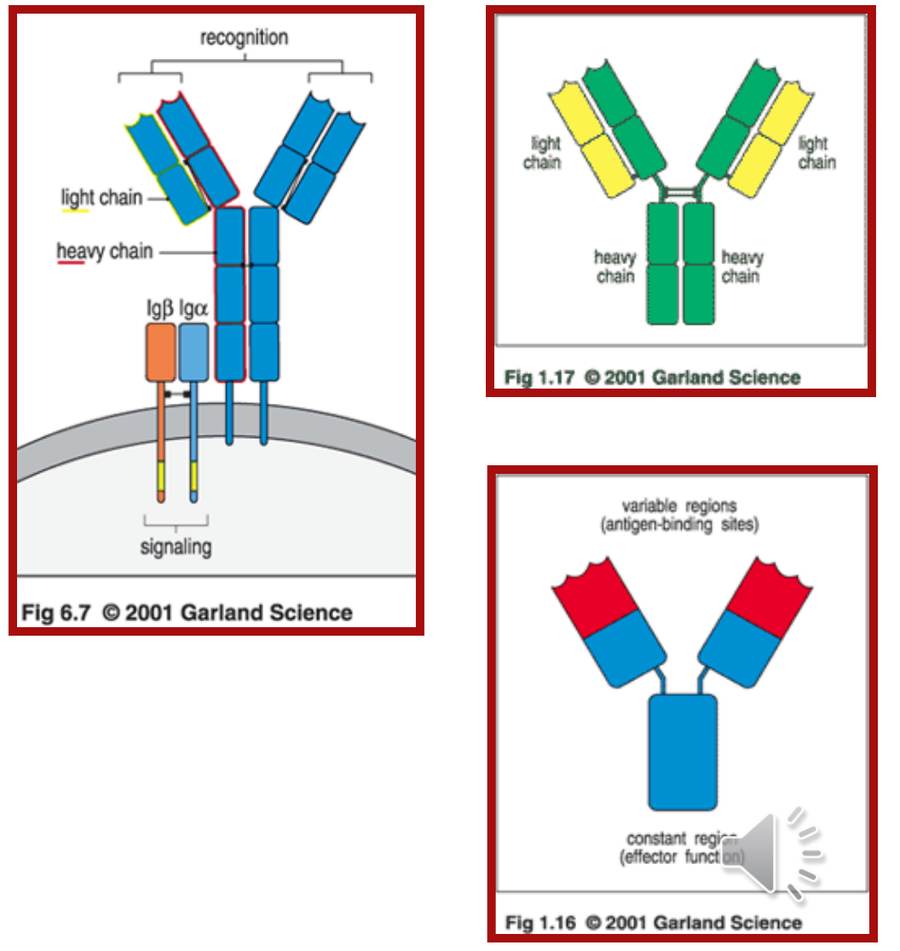 recognition
light chain
heavy chain
Igβ Igα
signaling
Fig 6.7 © 2001 Garland Science
light
chain
light
chain
heavy
chain
heavy
chain
Fig 1.17 © 2001 Garland Science
variable regions
(antigen-binding sites)
constant region
(effector function)
Fig 1.16 © 2001 Garland Science